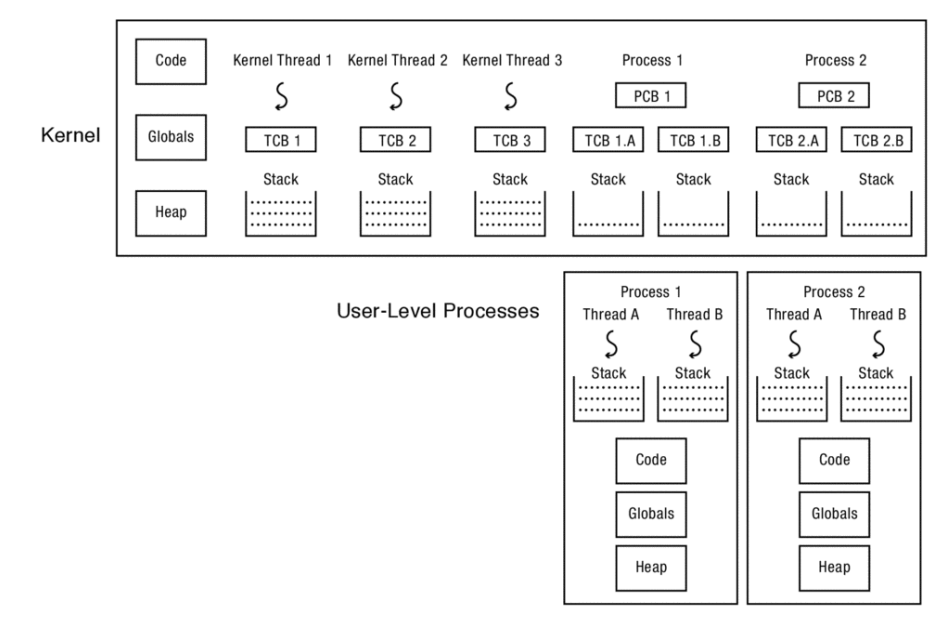 Kernel
Code
Globals
Heap
Kernel Thread 1 Kernel Thread 2 Kernel Thread 3 Process 1 Process 2
PCB 1 PCB 2
TCB 1 TCB 2 TCB 3 TCB 1.A TCB 1.B TCB 2.A TCB 2.B
Stack Stack Stack Stack Stack Stack Stack
User-Level Processes
Process 1
Thread A Thread B
Stack Stack
Code
Globals
Heap
Process 2
Thread A Thread B
Stack Stack
Code
Globals
Heap